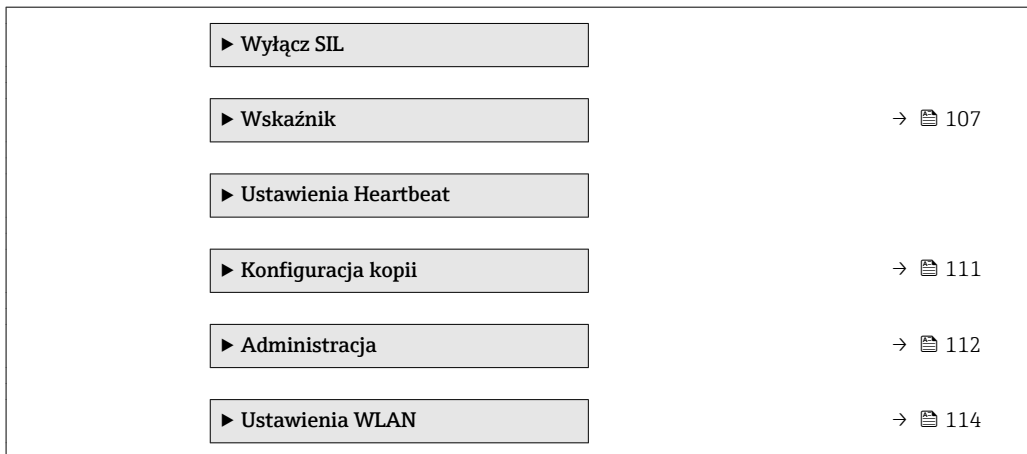 ▶ Wyłącz SIL
▶ Wskaźnik → 🖺 107
▶ Ustawienia Heartbeat
▶ Konfiguracja kopii → 🖺 111
▶ Administracja → 🖺 112
▶ Ustawienia WLAN → 🖺 114